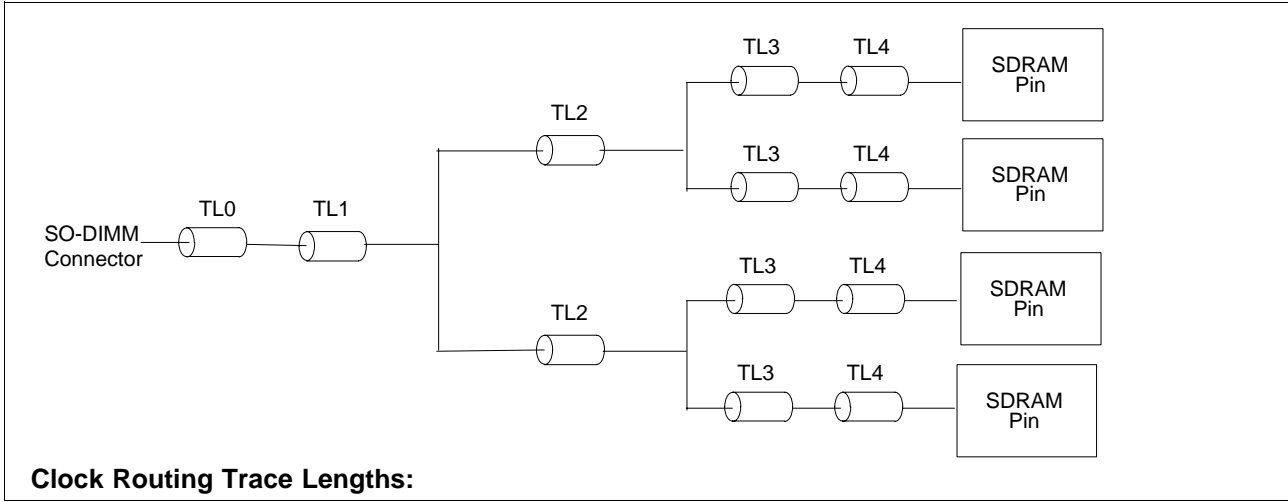 TL3 TL4
SDRAM
Pin
TL2
TL3 TL4
SDRAM
Pin
TL0 TL1
SO-DIMM
Connector
TL3 TL4
SDRAM
Pin
TL2
TL3 TL4
SDRAM
Pin
Clock Routing Trace Lengths: